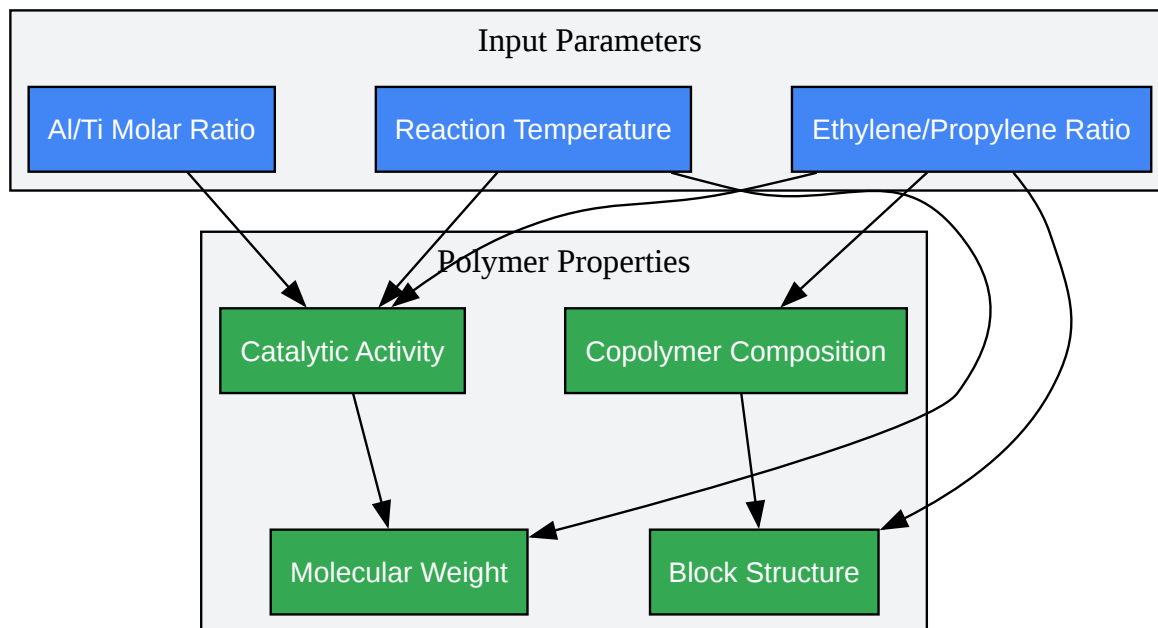 Input Parameters
Al/Ti Molar Ratio
Reaction Temperature
Ethylene/Propylene Ratio
Polymer Properties
Catalytic Activity
Copolymer Composition
Molecular Weight
Block Structure